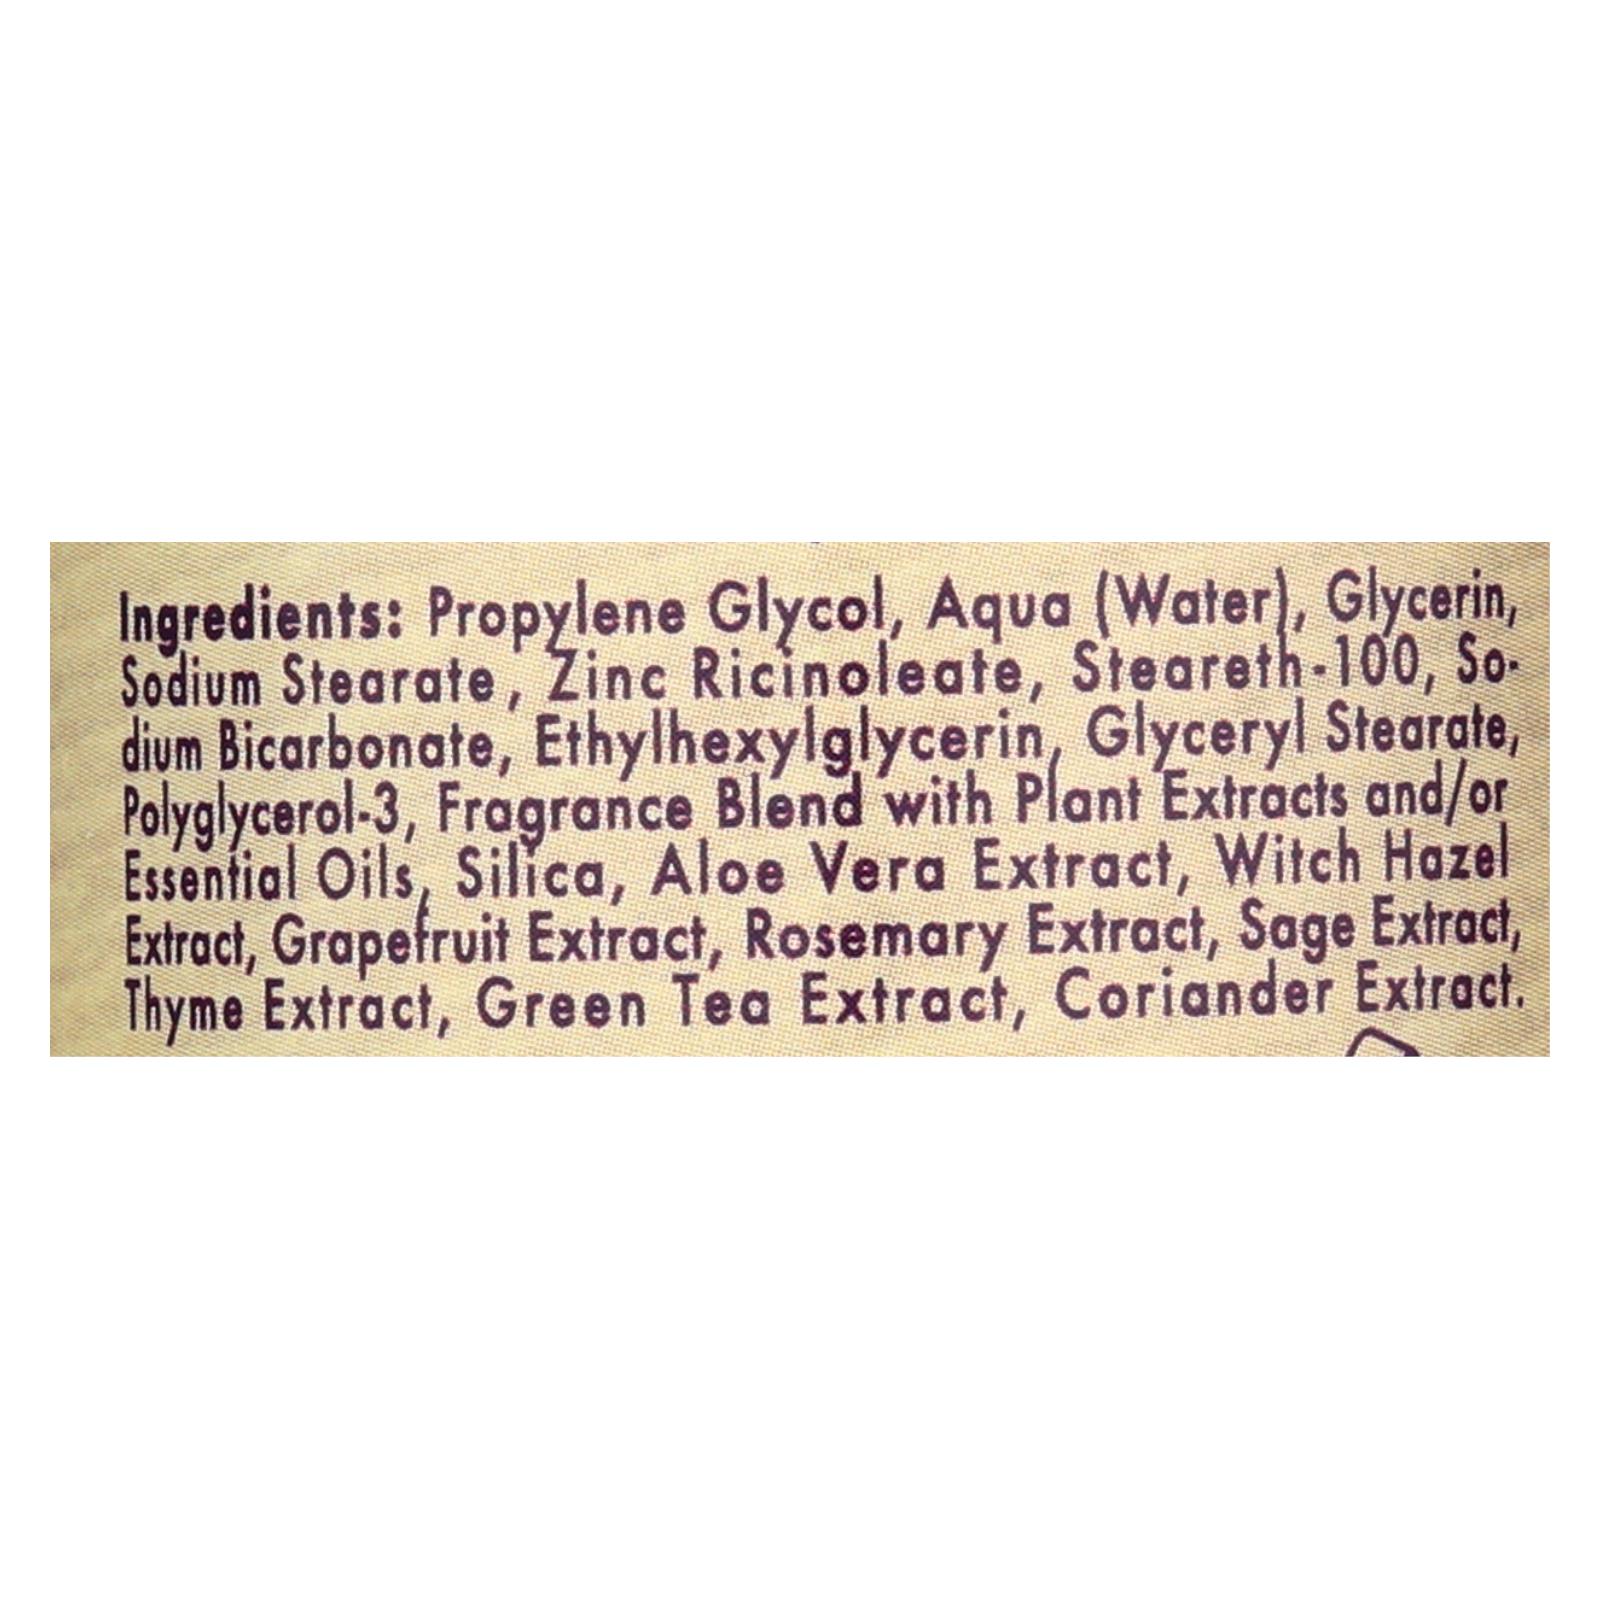 Ingredients: Propylene Glycol, Aqua (Water), Glycerin,
Sodium Stearate, Zinc Ricinoleate, Steareth-100, So-
dium Bicarbonate, Ethylhexylglycerin, Glyceryl Stearate,
Polyglycerol-3, Fragrance Blend with Plant Extracts and/or
Essential Oils, Silica, Aloe Vera Extract, Witch Hazel
Extract, Grapefruit Extract, Rosemary Extract, Sage Extract,
Thyme Extract, Green Tea Extract, Coriander Extract.